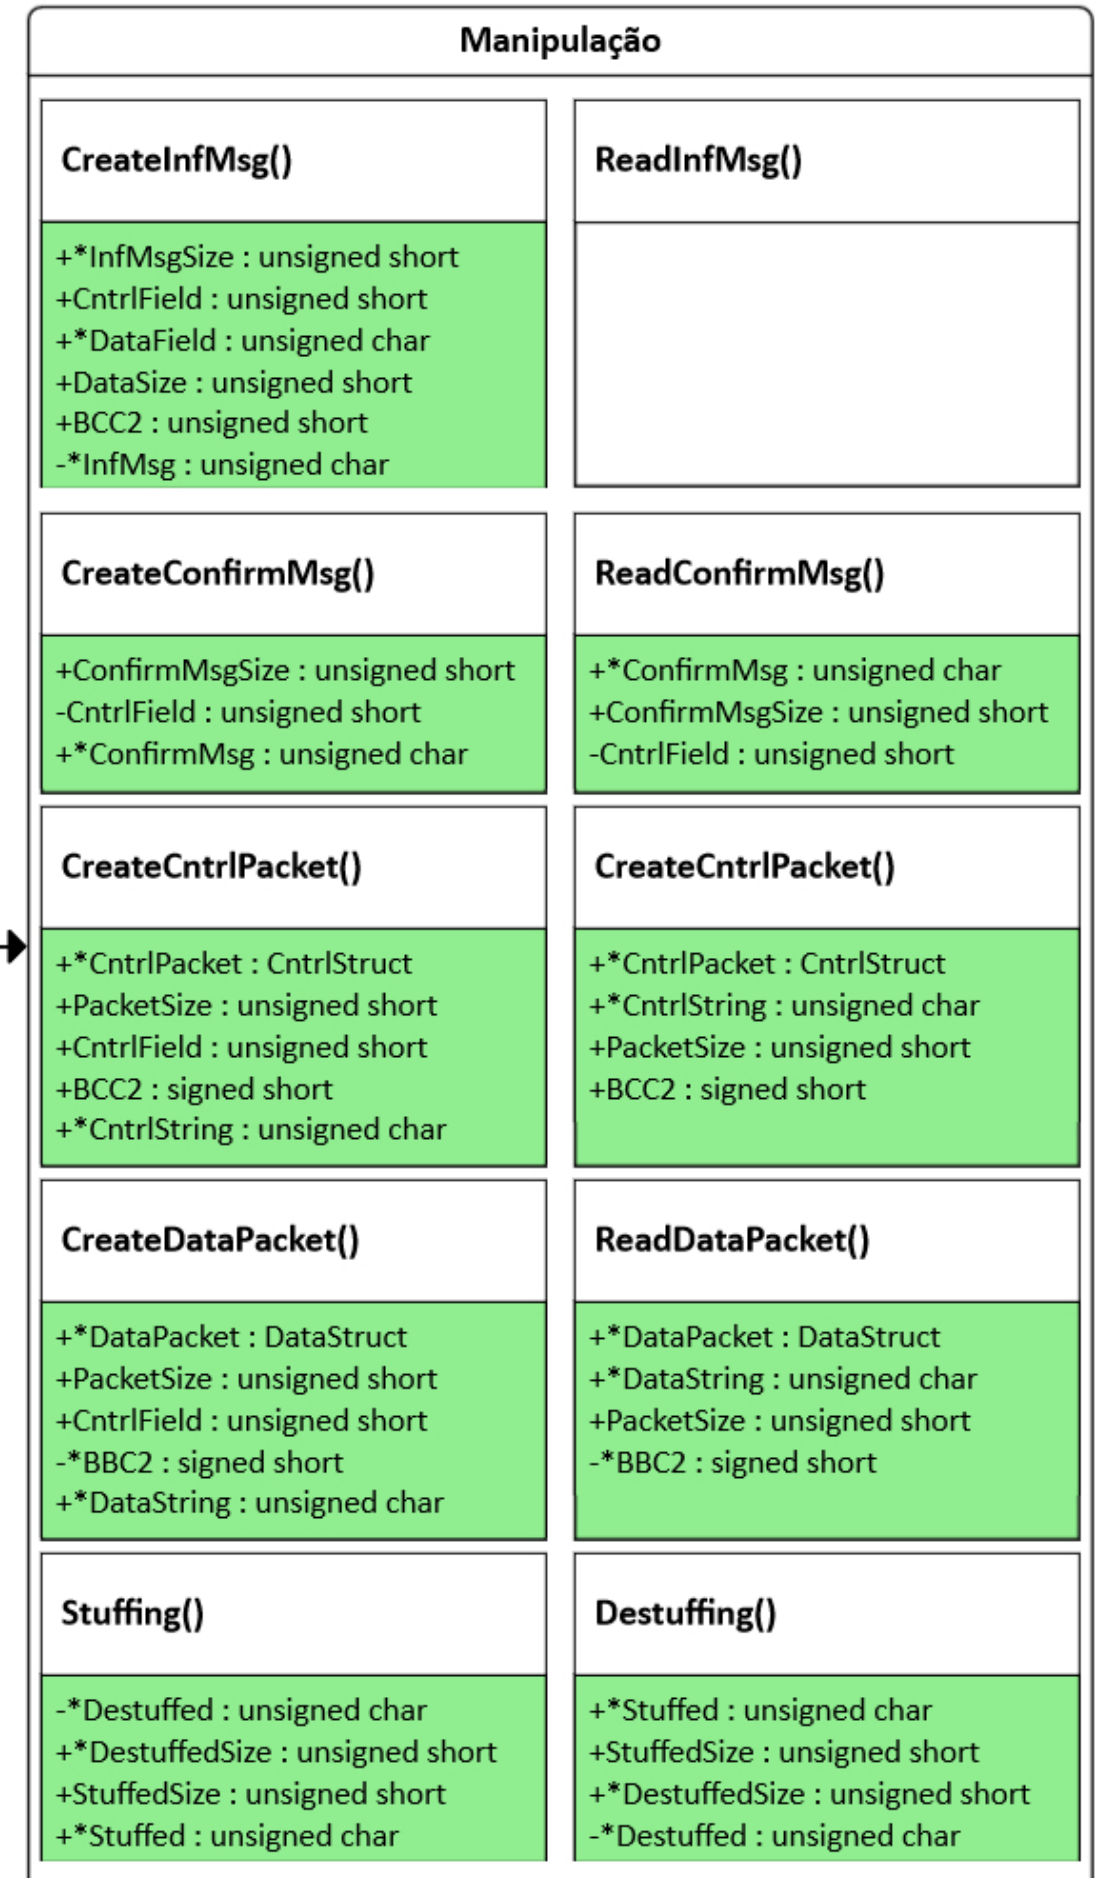 Manipulação
CreateInfMsg()
+*InfMsgSize : unsigned short
+CntrlField : unsigned short
+*DataField : unsigned char
+DataSize : unsigned short
+BCC2 : unsigned short
-*InfMsg : unsigned char
ReadInfMsg()
CreateConfirmMsg()
+ConfirmMsgSize : unsigned short
-CntrlField : unsigned short
+*ConfirmMsg : unsigned char
ReadConfirmMsg()
+*ConfirmMsg : unsigned char
+ConfirmMsgSize : unsigned short
-CntrlField : unsigned short
CreateCntrlPacket()
+*CntrlPacket : CntrlStruct
+PacketSize : unsigned short
+CntrlField : unsigned short
+BCC2 : signed short
+*CntrlString : unsigned char
CreateCntrlPacket()
+*CntrlPacket : CntrlStruct
+*CntrlString : unsigned char
+PacketSize : unsigned short
+BCC2 : signed short
CreateDataPacket()
+*DataPacket : DataStruct
+PacketSize : unsigned short
+CntrlField : unsigned short
-*BBC2 : signed short
+*DataString : unsigned char
ReadDataPacket()
+*DataPacket : DataStruct
+*DataString : unsigned char
+PacketSize : unsigned short
-*BBC2 : signed short
Stuffing()
-*Destuffed : unsigned char
+*DestuffedSize : unsigned short
+StuffedSize : unsigned short
+*Stuffed : unsigned char
Destuffing()
+*Stuffed : unsigned char
+StuffedSize : unsigned short
+*DestuffedSize : unsigned short
-*Destuffed : unsigned char